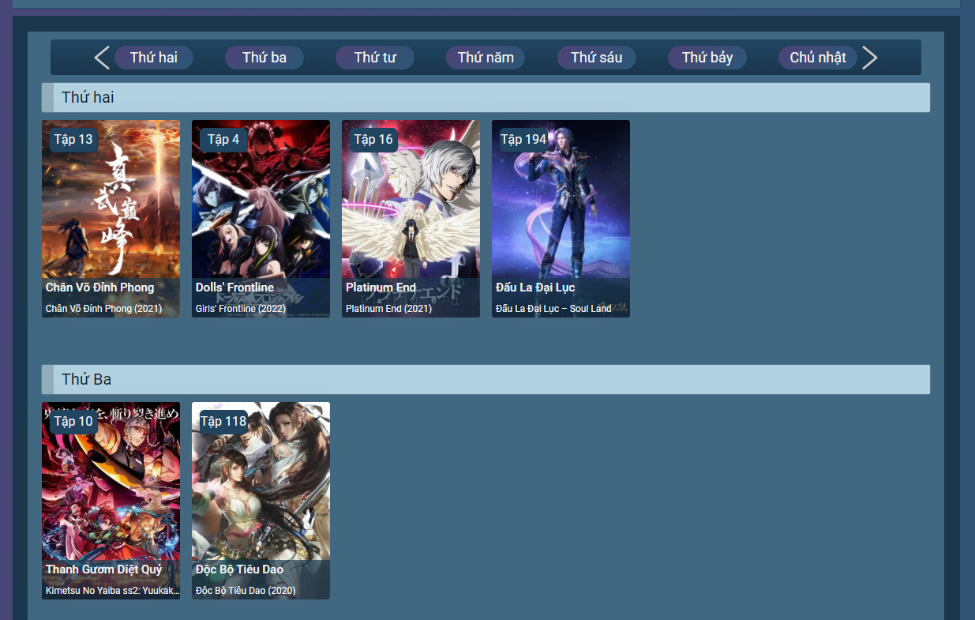 Thứ hai
Thứ ba
Thứ tư
Thứ năm
Thứ sáu
Thứ bảy
Chủ nhật
Thứ hai
Tập 13
Tập 4
Tập 16
Tập 194
真武巅峰
Chân Võ Đỉnh Phong
Chân Võ Đỉnh Phong (2021)
Dolls' Frontline
Girls' Frontline (2022)
Platinum End
Platinum End (2021)
Đấu La Đại Lục
Đấu La Đại Lục – Soul Land
Thứ Ba
Tập 10
Tập 118
を、斬り裂き進め
Thanh Gươm Diệt Quỷ
Kimetsu No Yaiba ss2: Yuukak...
Độc Bộ Tiêu Dao
Độc Bộ Tiêu Dao (2020)